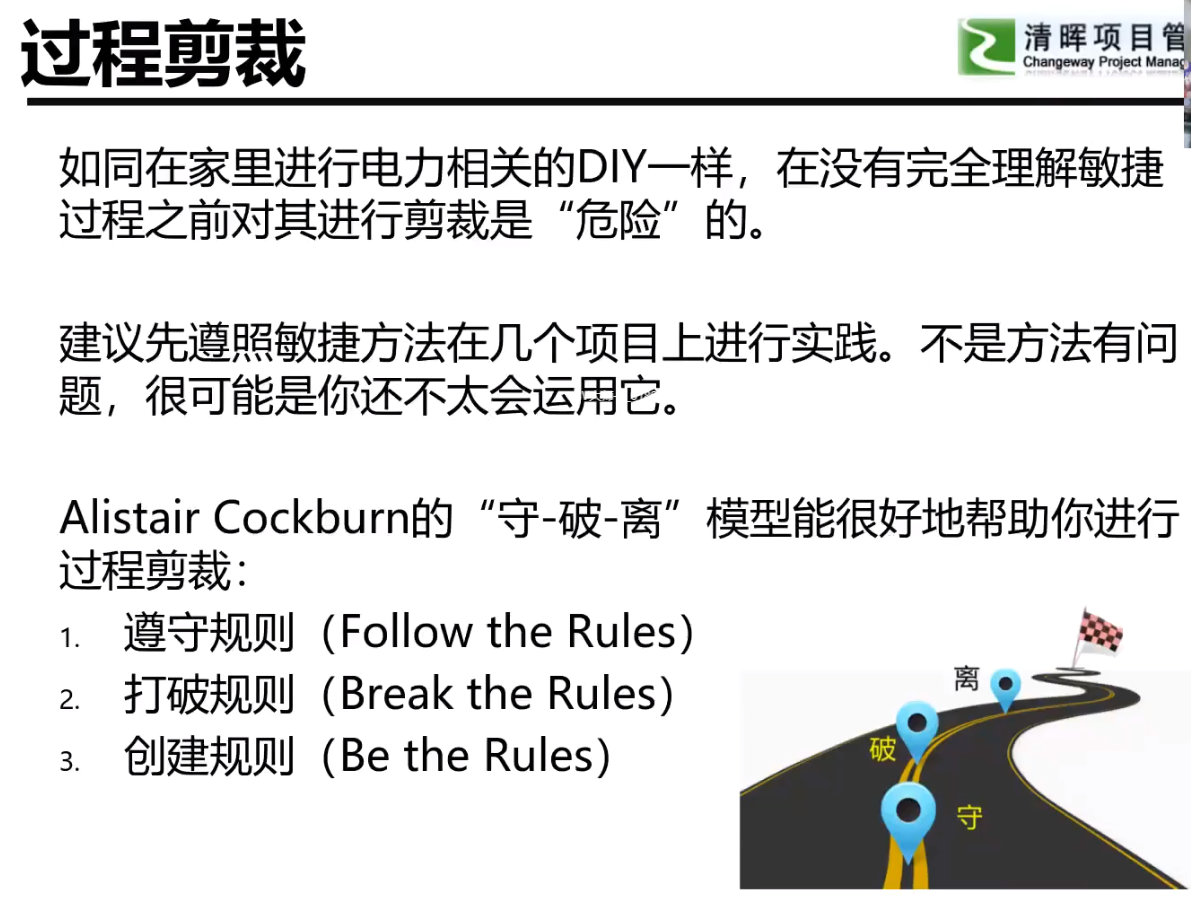 过程剪裁
清晖项目管
Changeway Project Manag
如同在家里进行电力相关的DIY一样，在没有完全理解敏捷
过程之前对其进行剪裁是“危险”的。
建议先遵照敏捷方法在几个项目上进行实践。不是方法有问
题，很可能是你还不太会运用它。
Alistair Cockburn的“守-破-离”模型能很好地帮助你进行
过程剪裁：
1. 遵守规则（Follow the Rules）
2. 打破规则（Break the Rules）
3. 创建规则（Be the Rules）
离
破
守